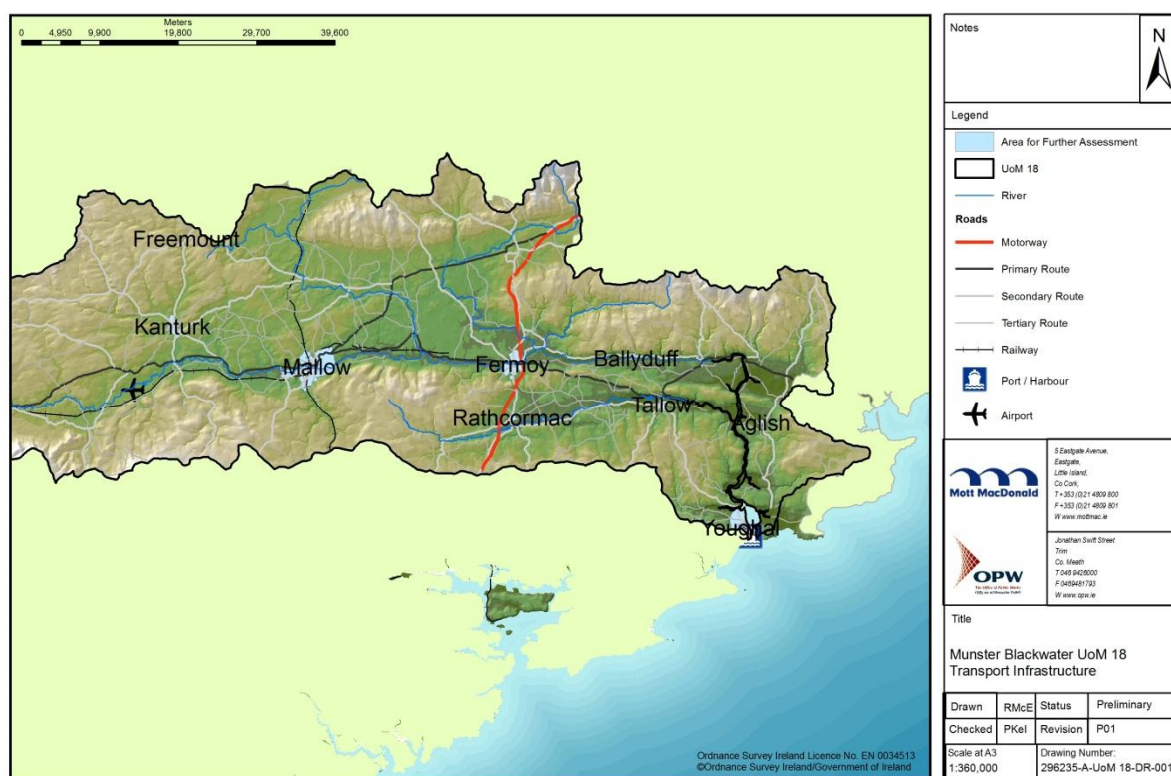 Meters
0 4,950 9,900 19,800 29,700 39,600
Freemount
Kanturk
Mallow
Fermoy
Ballyduff
Rathcormac
Tallow
Aglish
Youghal
Ordnance Survey Ireland Licence No. EN 0034513
©Ordnance Survey Ireland/Government of Ireland
Notes
N
Legend
Area for Further Assessment
UoM 18
River
Roads
Motorway
Primary Route
Secondary Route
Tertiary Route
Railway
Port / Harbour
Airport
Mott MacDonald
5 Eastgate Avenue,
Eastgate,
Little Island,
Co Cork,
T +353 (0)21 4809 800
F +353 (0)21 4809 801
W www.mottmac.ie
OPW
The Office of Public Works
Jonathan Swift Street
Trim
Co. Meath
T 046 9426000
F 0469481793
W www.opw.ie
Title
Munster Blackwater UoM 18
Transport Infrastructure
Drawn RMcE Status Preliminary
Checked PKel Revision P01
Scale at A3
1:360,000
Drawing Number:
296235-A-UoM 18-DR-001